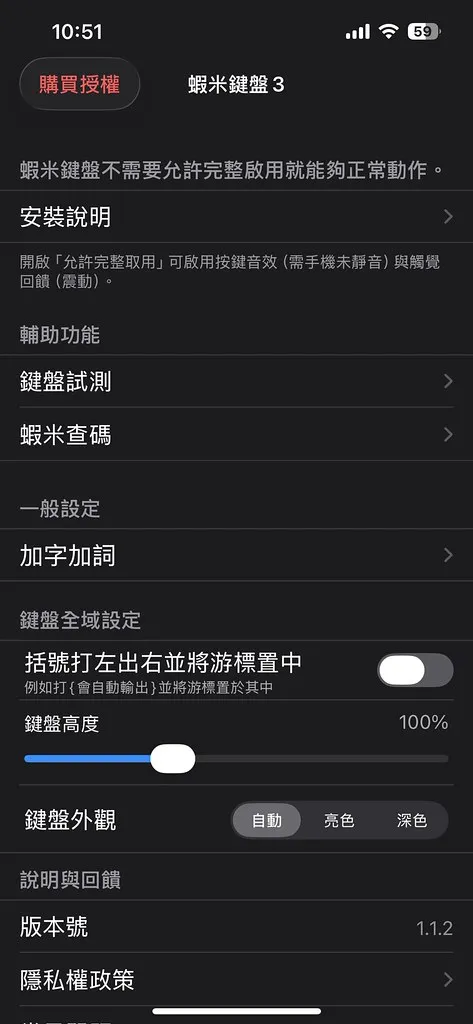 10:51
59
購買授權
蝦米鍵盤3
蝦米鍵盤不需要允許完整啟用就能夠正常動作。
安裝說明
開啟「允許完整取用」可啟用按鍵音效（需手機未靜音）與觸覺
回饋（震動）。
輔助功能
鍵盤試測
蝦米查碼
一般設定
加字加詞
鍵盤全域設定
括號打左出右並將游標置中
例如打{會自動輸出}並將游標置於其中
鍵盤高度
100%
鍵盤外觀
自動
亮色
深色
說明與回饋
版本號
1.1.2
隱私權政策